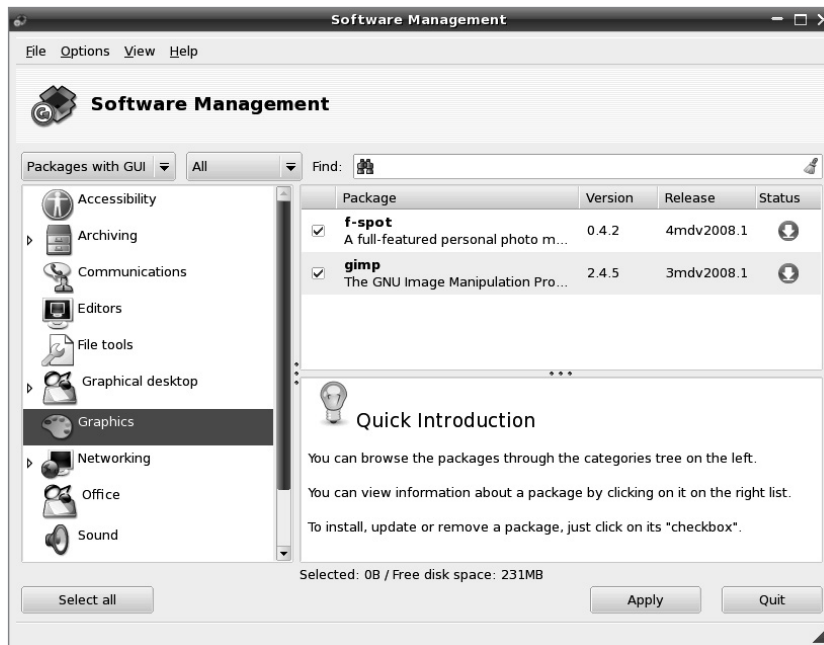 Software Management
File Options View Help
Software Management
Packages with GUI All Find:
Accessibility
Archiving
Communications
Editors
File tools
Graphical desktop
Graphics
Networking
Office
Sound
Package Version Release Status
f-spot
A full-featured personal photo m... 0.4.2 4mdv2008.1
gimp
The GNU Image Manipulation Pro... 2.4.5 3mdv2008.1
Quick Introduction
You can browse the packages through the categories tree on the left.
You can view information about a package by clicking on it on the right list.
To install, update or remove a package, just click on its "checkbox".
Selected: 0B / Free disk space: 231MB
Select all Apply Quit